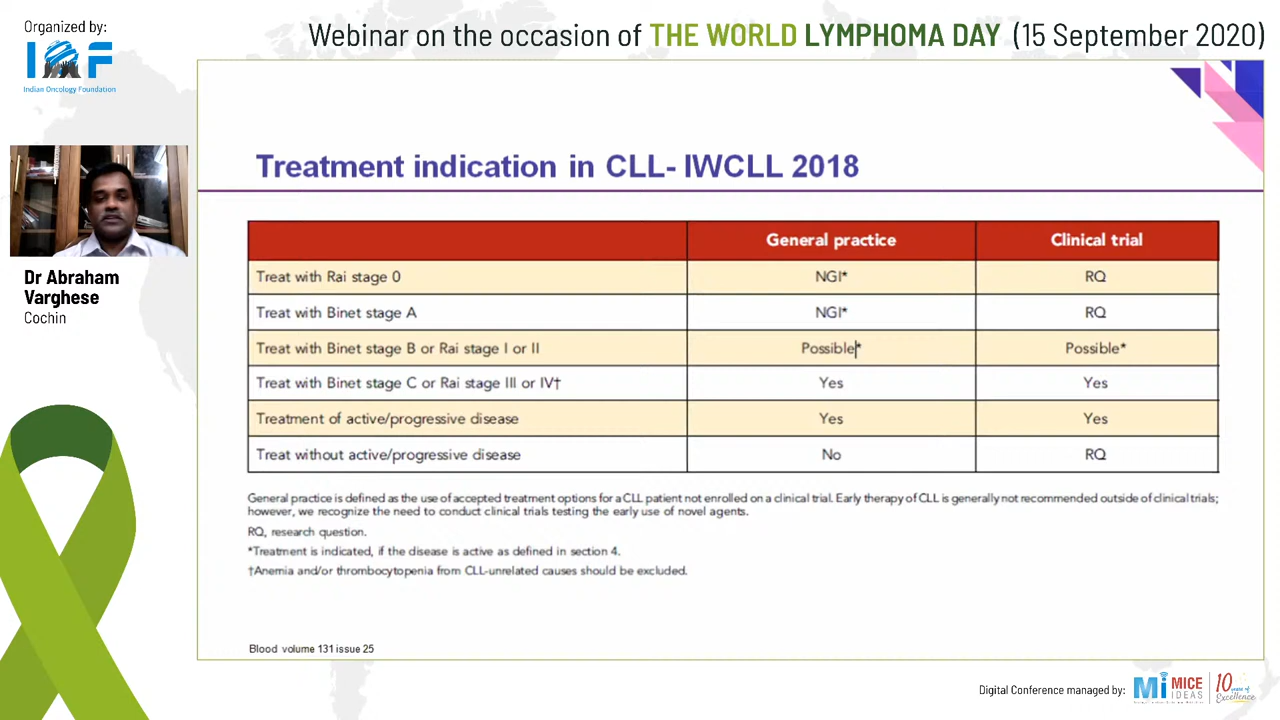 Organized by:
IOF
Indian Oncology Foundation
Webinar on the occasion of THE WORLD LYMPHOMA DAY (15 September 2020)
Dr Abraham
Varghese
Cochin
Treatment indication in CLL- IWCLL 2018
General practice Clinical trial
Treat with Rai stage 0 NGI* RQ
Treat with Binet stage A NGI* RQ
Treat with Binet stage B or Rai stage I or II Possible* Possible*
Treat with Binet stage C or Rai stage III or IV† Yes Yes
Treatment of active/progressive disease Yes Yes
Treat without active/progressive disease No RQ
General practice is defined as the use of accepted treatment options for a CLL patient not enrolled on a clinical trial. Early therapy of CLL is generally not recommended outside of clinical trials;
however, we recognize the need to conduct clinical trials testing the early use of novel agents.
RQ, research question.
*Treatment is indicated, if the disease is active as defined in section 4.
†Anemia and/or thrombocytopenia from CLL-unrelated causes should be excluded.
Blood volume 131 issue 25
Digital Conference managed by:
Mi MICE
IDEAS
10 years of
Excellence